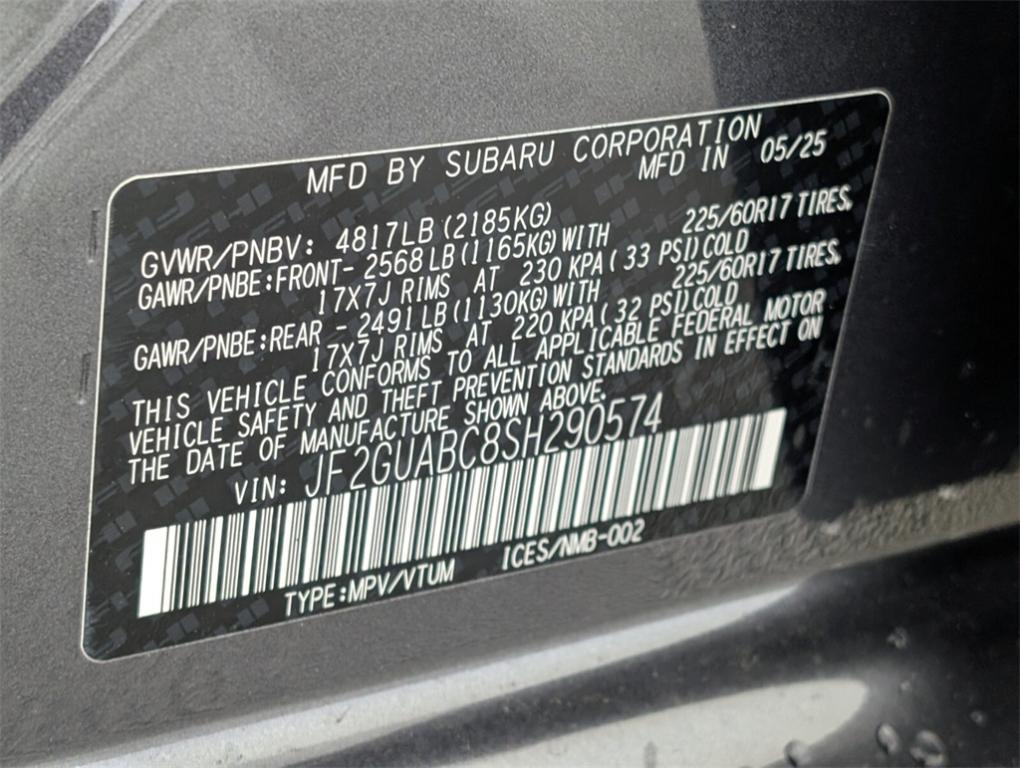 MFD BY SUBARU CORPORATION
MFD IN 05/25
GVWR/PNBV: 4817LB (2185KG)
GAWR/PNBE:FRONT- 2568 LB (1165KG) WITH 225/60R17 TIRES,
17X7J RIMS AT 230 KPA ( 33 PSI) COLD
GAWR/PNBE:REAR - 2491 LB (1130KG) WITH 225/60R17 TIRES,
17X7J RIMS AT 220 KPA ( 32 PSI) COLD
THIS VEHICLE CONFORMS TO ALL APPLICABLE FEDERAL MOTOR
VEHICLE SAFETY AND THEFT PREVENTION STANDARDS IN EFFECT ON
THE DATE OF MANUFACTURE SHOWN ABOVE.
VIN: JF2GUABC8SH290574
TYPE:MPV/VTUM ICES/NMB-002